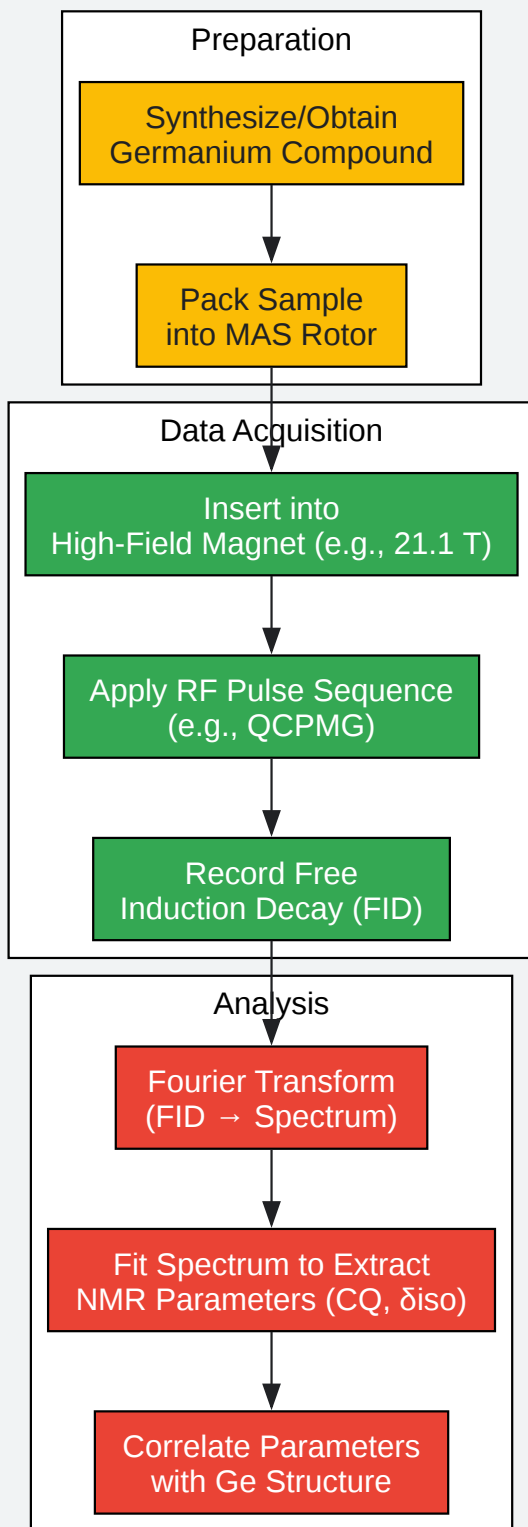 Preparation
Synthesize/Obtain
Germanium Compound
Pack Sample
into MAS Rotor
Data Acquisition
Insert into
High-Field Magnet (e.g., 21.1 T)
Apply RF Pulse Sequence
(e.g., QCPMG)
Record Free
Induction Decay (FID)
Analysis
Fourier Transform
(FID → Spectrum)
Fit Spectrum to Extract
NMR Parameters (CQ, δiso)
Correlate Parameters
with Ge Structure